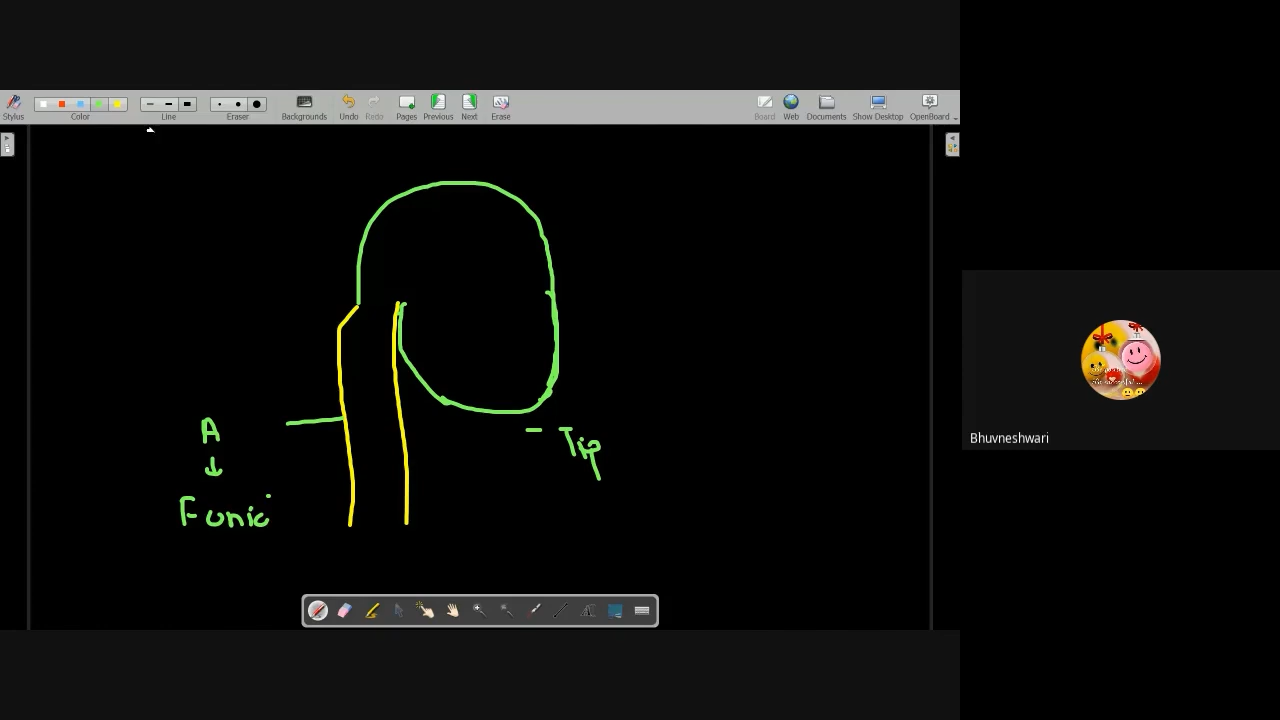 Stylus Color Line Eraser Backgrounds Undo Redo Pages Previous Next Erase Board Web Documents Show Desktop OpenBoard
A
↓
Funic
- Tip
Bhuvneshwari